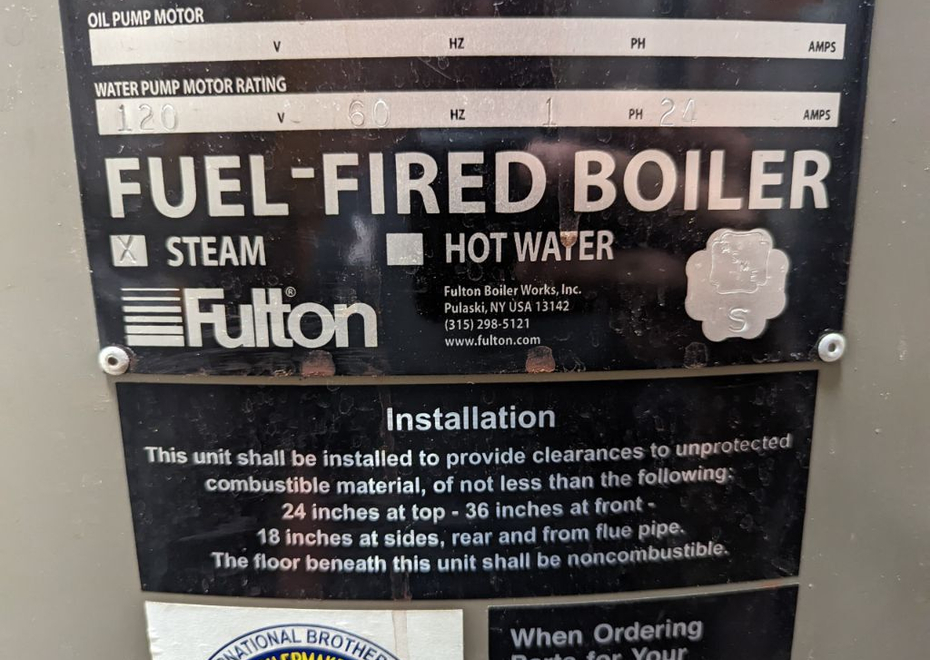 OIL PUMP MOTOR
V HZ PH AMPS
WATER PUMP MOTOR RATING
120 V 60 HZ 1 PH 24 AMPS
FUEL-FIRED BOILER
X STEAM HOT WATER
Fulton®
Fulton Boiler Works, Inc.
Pulaski, NY USA 13142
(315) 298-5121
www.fulton.com
S
Installation
This unit shall be installed to provide clearances to unprotected
combustible material, of not less than the following:
24 inches at top - 36 inches at front -
18 inches at sides, rear and from flue pipe.
The floor beneath this unit shall be noncombustible.
BROTHER
When Ordering
Parts for Your